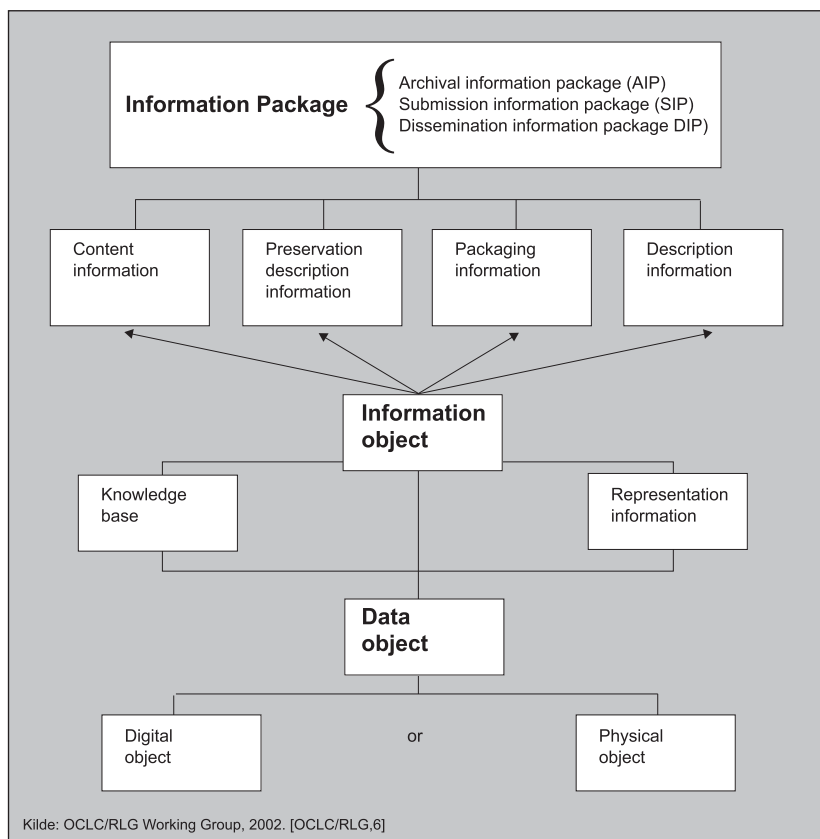 Information Package
Archival information package (AIP)
Submission information package (SIP)
Dissemination information package DIP)
Content
information
Preservation
description
information
Packaging
information
Description
information
Information
object
Knowledge
base
Representation
information
Data
object
Digital
object
or
Physical
object
Kilde: OCLC/RLG Working Group, 2002. [OCLC/RLG,6]